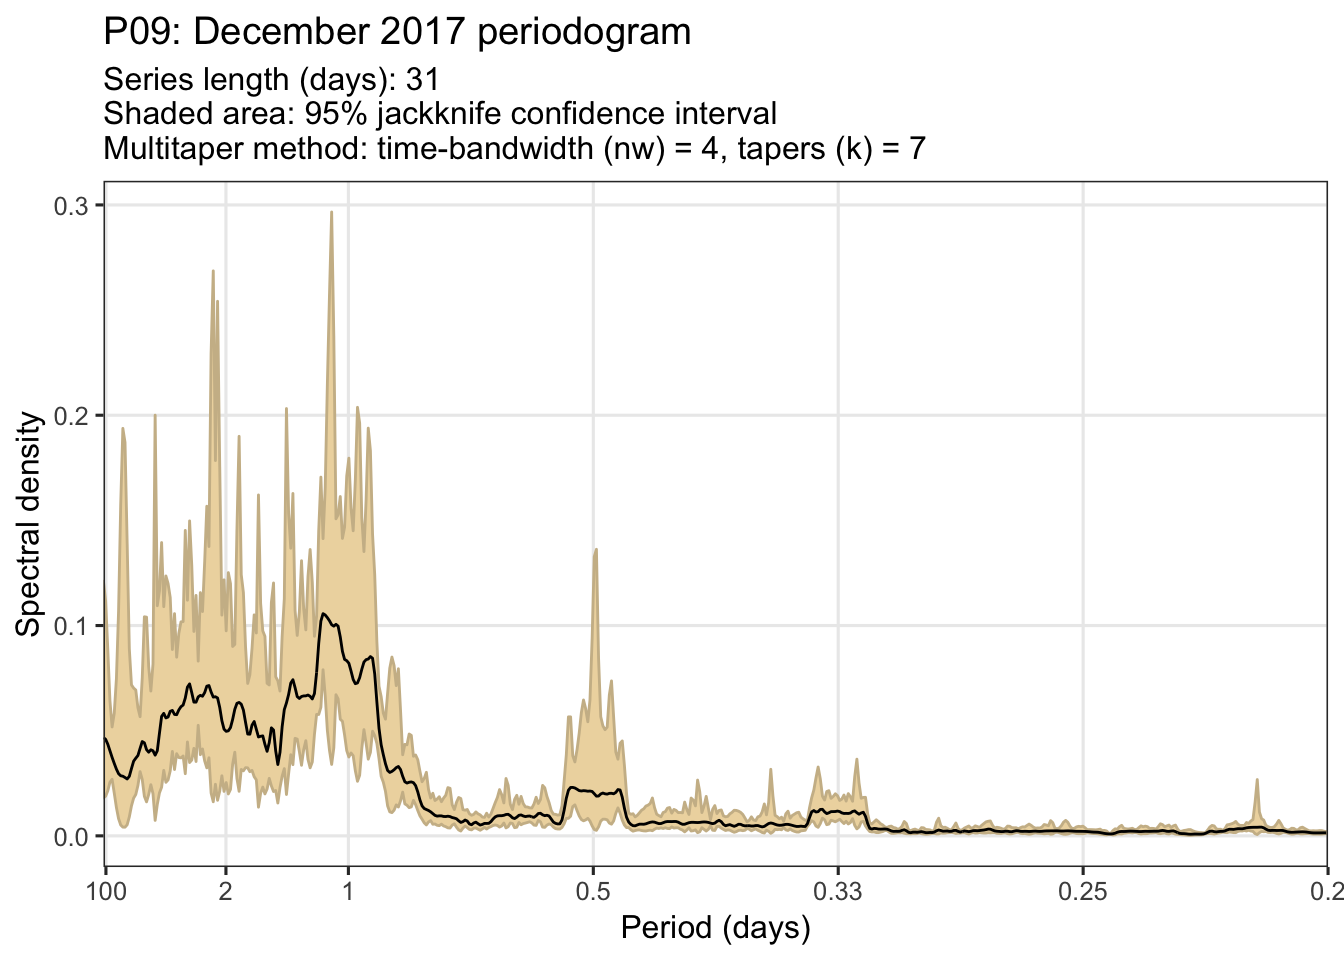 P09: December 2017 periodogram
Series length (days): 31
Shaded area: 95% jackknife confidence interval
Multitaper method: time-bandwidth (nw) = 4, tapers (k) = 7
0.3
0.2
0.1
0.0
Spectral density
100 2 1 0.5 0.33 0.25 0.2
Period (days)